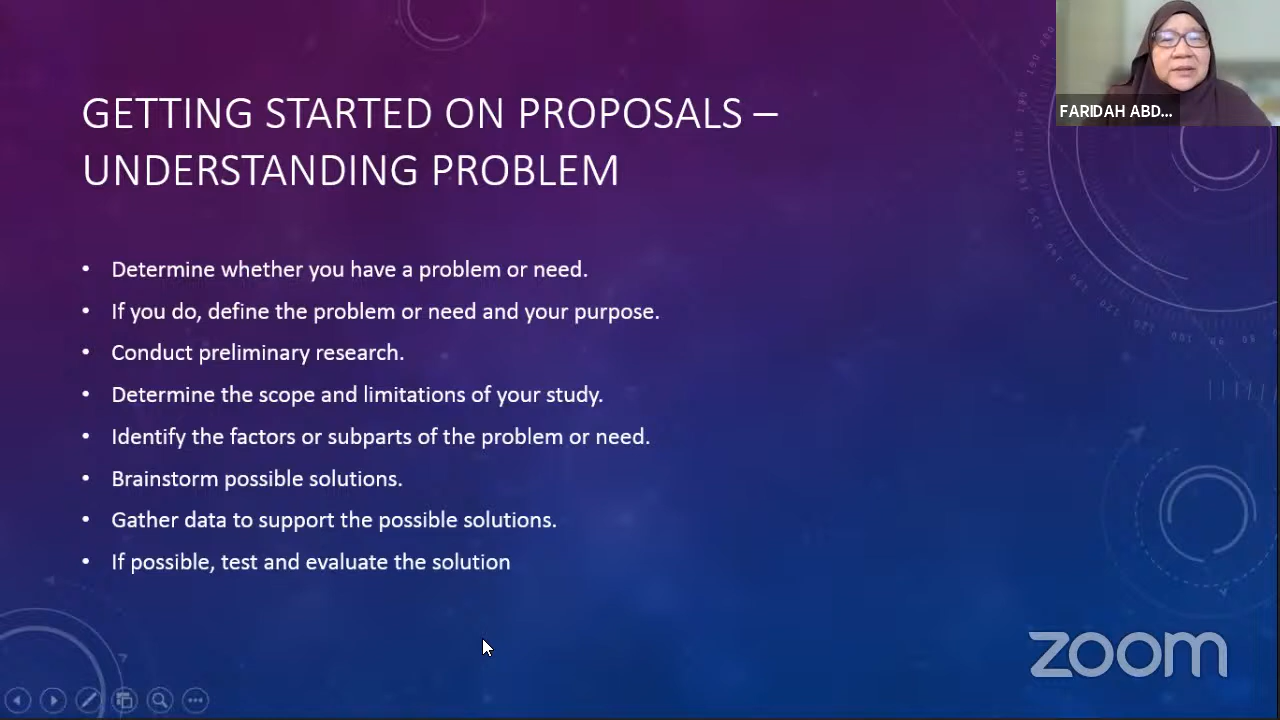 GETTING STARTED ON PROPOSALS –
UNDERSTANDING PROBLEM
• Determine whether you have a problem or need.
• If you do, define the problem or need and your purpose.
• Conduct preliminary research.
• Determine the scope and limitations of your study.
• Identify the factors or subparts of the problem or need.
• Brainstorm possible solutions.
• Gather data to support the possible solutions.
• If possible, test and evaluate the solution
FARIDAH ABD...
zoom